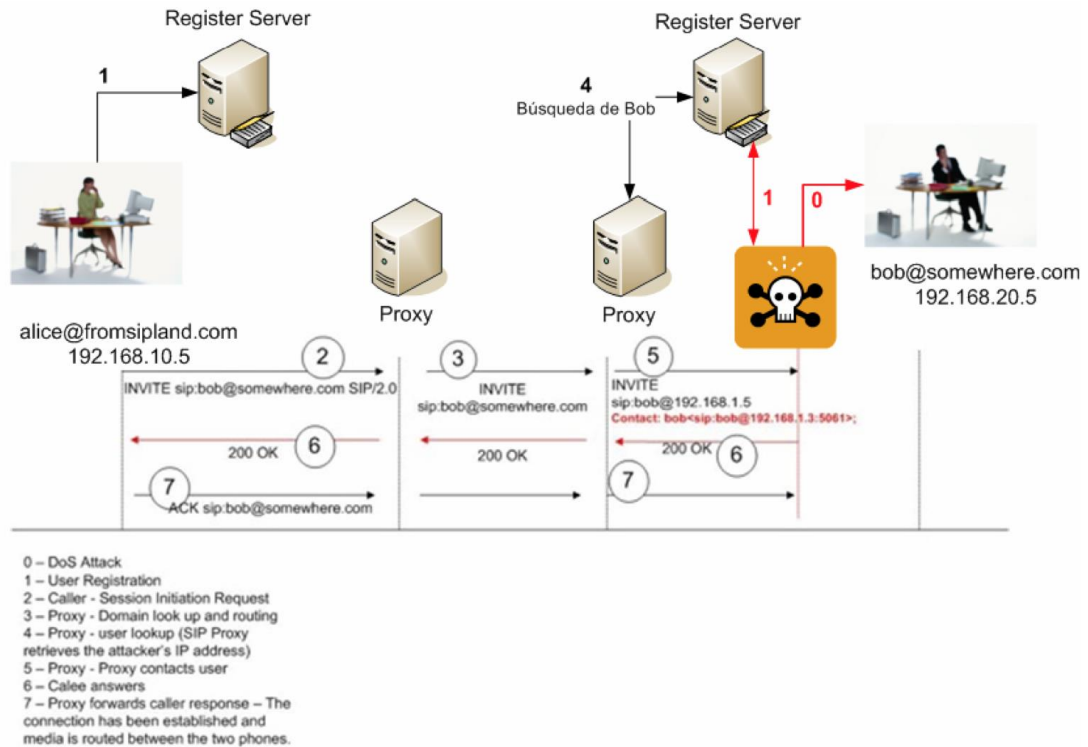 Register Server
Register Server
1
4
Búsqueda de Bob
1
0
Proxy
Proxy
bob@somewhere.com
192.168.20.5
alice@fromsipland.com
192.168.10.5
2
3
5
INVITE sip:bob@somewhere.com SIP/2.0
INVITE
sip:bob@somewhere.com
INVITE
sip:bob@192.168.1.5
Contact: bob<sip:bob@192.168.1.3:5061>;
200 OK
6
200 OK
200 OK
6
7
ACK sip:bob@somewhere.com
7
0 – DoS Attack
1 – User Registration
2 – Caller - Session Initiation Request
3 – Proxy - Domain look up and routing
4 – Proxy - user lookup (SIP Proxy
retrieves the attacker's IP address)
5 – Proxy - Proxy contacts user
6 – Calee answers
7 – Proxy forwards caller response – The
connection has been established and
media is routed between the two phones.